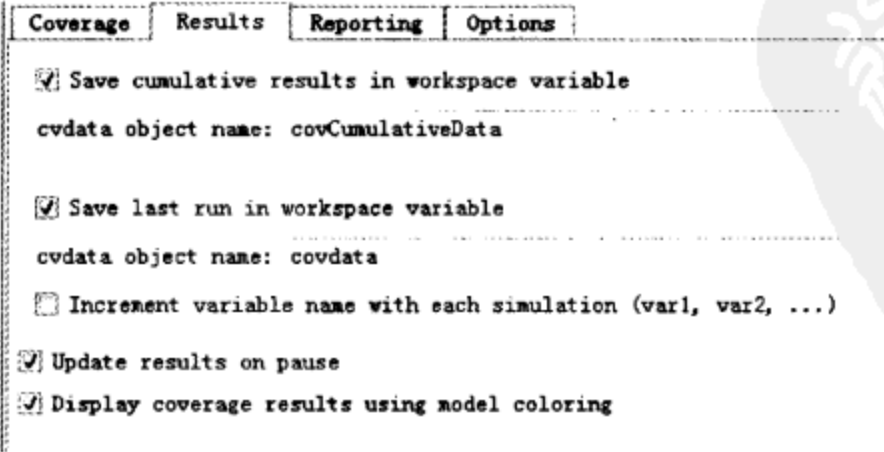 Coverage Results Reporting Options
Save cumulative results in workspace variable
cvdata object name: covCumulativeData
Save last run in workspace variable
cvdata object name: covdata
Increment variable name with each simulation (var1, var2, ...)
Update results on pause
Display coverage results using model coloring